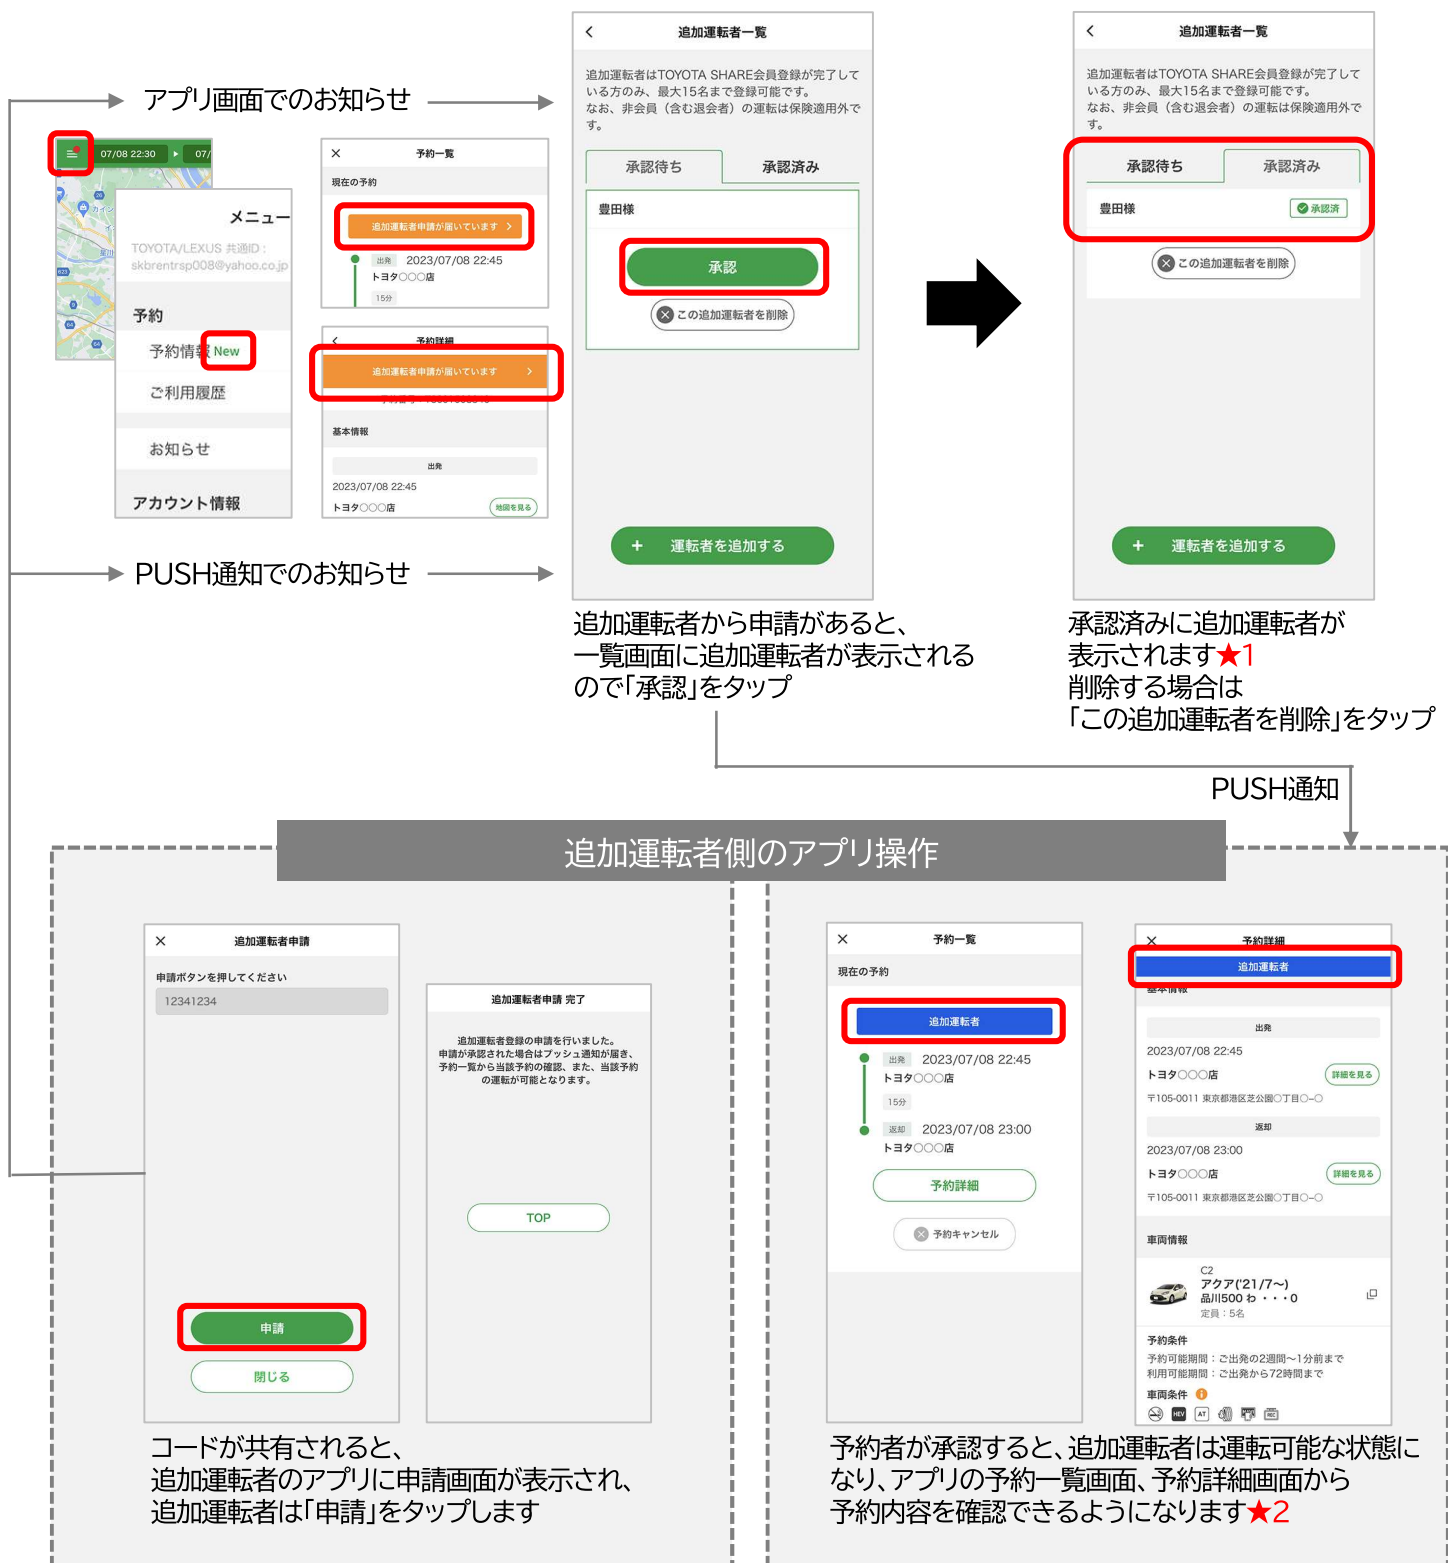 アプリ画面でのお知らせ
07/08 22:30 ▸ 07/
メニュー
TOYOTA/LEXUS 共通ID：
skbrentrsp008@yahoo.co.jp
予約
予約情報 New
ご利用履歴
お知らせ
アカウント情報
× 予約一覧
現在の予約
追加運転者申請が届いています >
出発 2023/07/08 22:45
トヨタ○○○店
15分
< 予約詳細
追加運転者申請が届いています >
基本情報
出発
2023/07/08 22:45
トヨタ○○○店 地図を見る
PUSH通知でのお知らせ
< 追加運転者一覧
追加運転者はTOYOTA SHARE会員登録が完了して
いる方のみ、最大15名まで登録可能です。
なお、非会員（含む退会者）の運転は保険適用外で
す。
承認待ち 承認済み
豊田様
承認
この追加運転者を削除
+ 運転者を追加する
追加運転者から申請があると、
一覧画面に追加運転者が表示される
ので「承認」をタップ
< 追加運転者一覧
追加運転者はTOYOTA SHARE会員登録が完了して
いる方のみ、最大15名まで登録可能です。
なお、非会員（含む退会者）の運転は保険適用外で
す。
承認待ち 承認済み
豊田様 承認済
この追加運転者を削除
+ 運転者を追加する
承認済みに追加運転者が
表示されます★1
削除する場合は
「この追加運転者を削除」をタップ
PUSH通知
追加運転者側のアプリ操作
× 追加運転者申請
申請ボタンを押してください
12341234
申請
閉じる
追加運転者申請 完了
追加運転者登録の申請を行いました。
申請が承認された場合はプッシュ通知が届き、
予約一覧から当該予約の確認、また、当該予約
の運転が可能となります。
TOP
コードが共有されると、
追加運転者のアプリに申請画面が表示され、
追加運転者は「申請」をタップします
× 予約一覧
現在の予約
追加運転者
出発 2023/07/08 22:45
トヨタ○○○店
15分
返却 2023/07/08 23:00
トヨタ○○○店
予約詳細
予約キャンセル
× 予約詳細
追加運転者
基本情報
出発
2023/07/08 22:45
トヨタ○○○店 詳細を見る
〒105-0011 東京都港区芝公園○丁目○−○
返却
2023/07/08 23:00
トヨタ○○○店 詳細を見る
〒105-0011 東京都港区芝公園○丁目○−○
車両情報
C2
アクア('21/7〜)
品川500 わ ・・・0
定員：5名
予約条件
予約可能期間：ご出発の2週間〜1分前まで
利用可能期間：ご出発から72時間まで
車両条件
HEV AT REC
予約者が承認すると、追加運転者は運転可能な状態に
なり、アプリの予約一覧画面、予約詳細画面から
予約内容を確認できるようになります★2